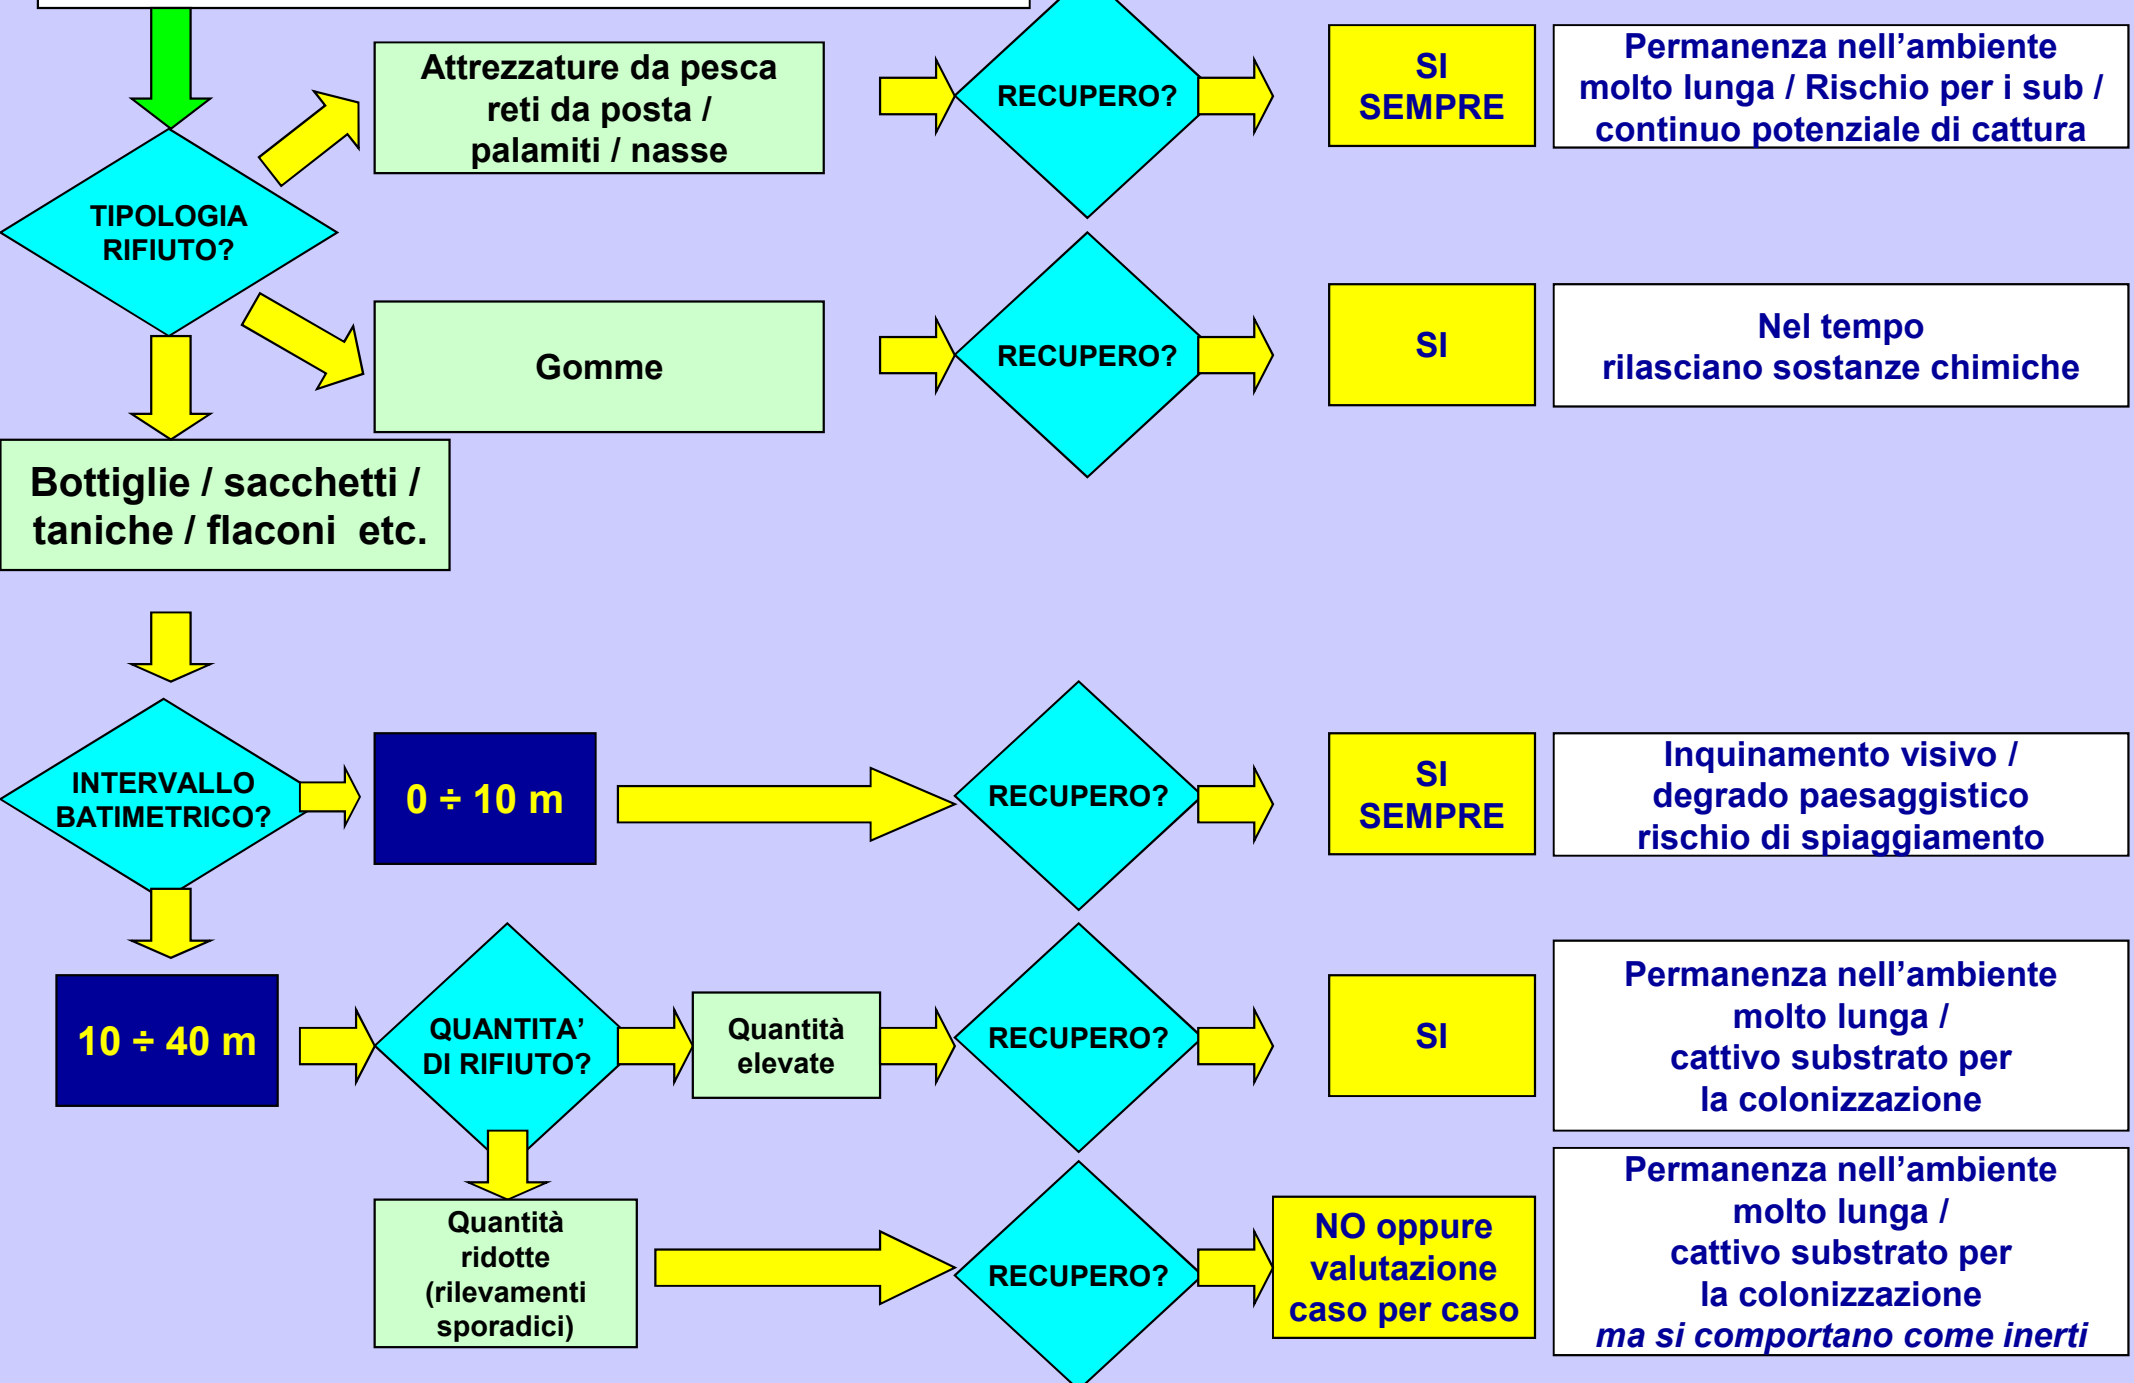 Attrezzature da pesca
reti da posta /
palamiti / nasse
RECUPERO?
SI
SEMPRE
Permanenza nell’ambiente
molto lunga / Rischio per i sub /
continuo potenziale di cattura
TIPOLOGIA
RIFIUTO?
Gomme
RECUPERO?
SI
Nel tempo
rilasciano sostanze chimiche
Bottiglie / sacchetti /
taniche / flaconi  etc.
INTERVALLO
BATIMETRICO?
0 ÷ 10 m
RECUPERO?
SI
SEMPRE
Inquinamento visivo /
degrado paesaggistico
rischio di spiaggiamento
10 ÷ 40 m
QUANTITA’
DI RIFIUTO?
Quantità
elevate
RECUPERO?
SI
Permanenza nell’ambiente
molto lunga /
cattivo substrato per
la colonizzazione
Quantità
ridotte
(rilevamenti
sporadici)
RECUPERO?
NO oppure
valutazione
caso per caso
Permanenza nell’ambiente
molto lunga /
cattivo substrato per
la colonizzazione
ma si comportano come inerti